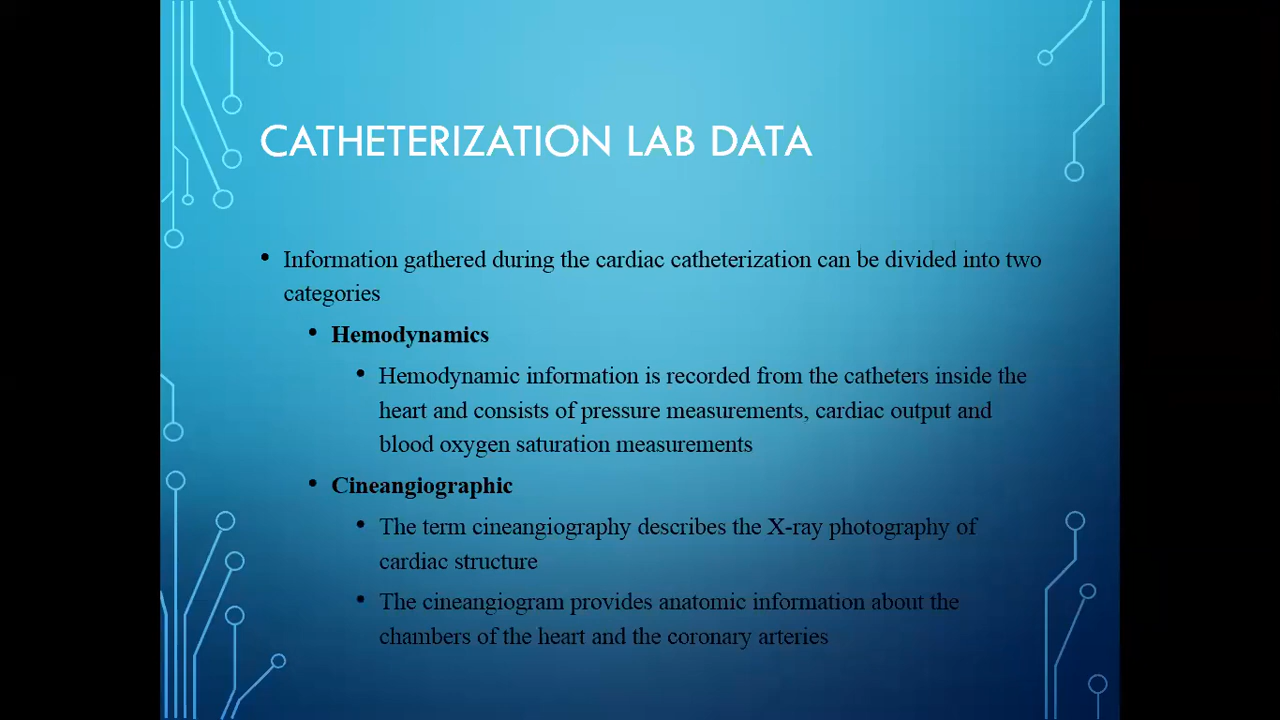 CATHETERIZATION LAB DATA
• Information gathered during the cardiac catheterization can be divided into two
categories
• Hemodynamics
• Hemodynamic information is recorded from the catheters inside the
heart and consists of pressure measurements, cardiac output and
blood oxygen saturation measurements
• Cineangiographic
• The term cineangiography describes the X-ray photography of
cardiac structure
• The cineangiogram provides anatomic information about the
chambers of the heart and the coronary arteries